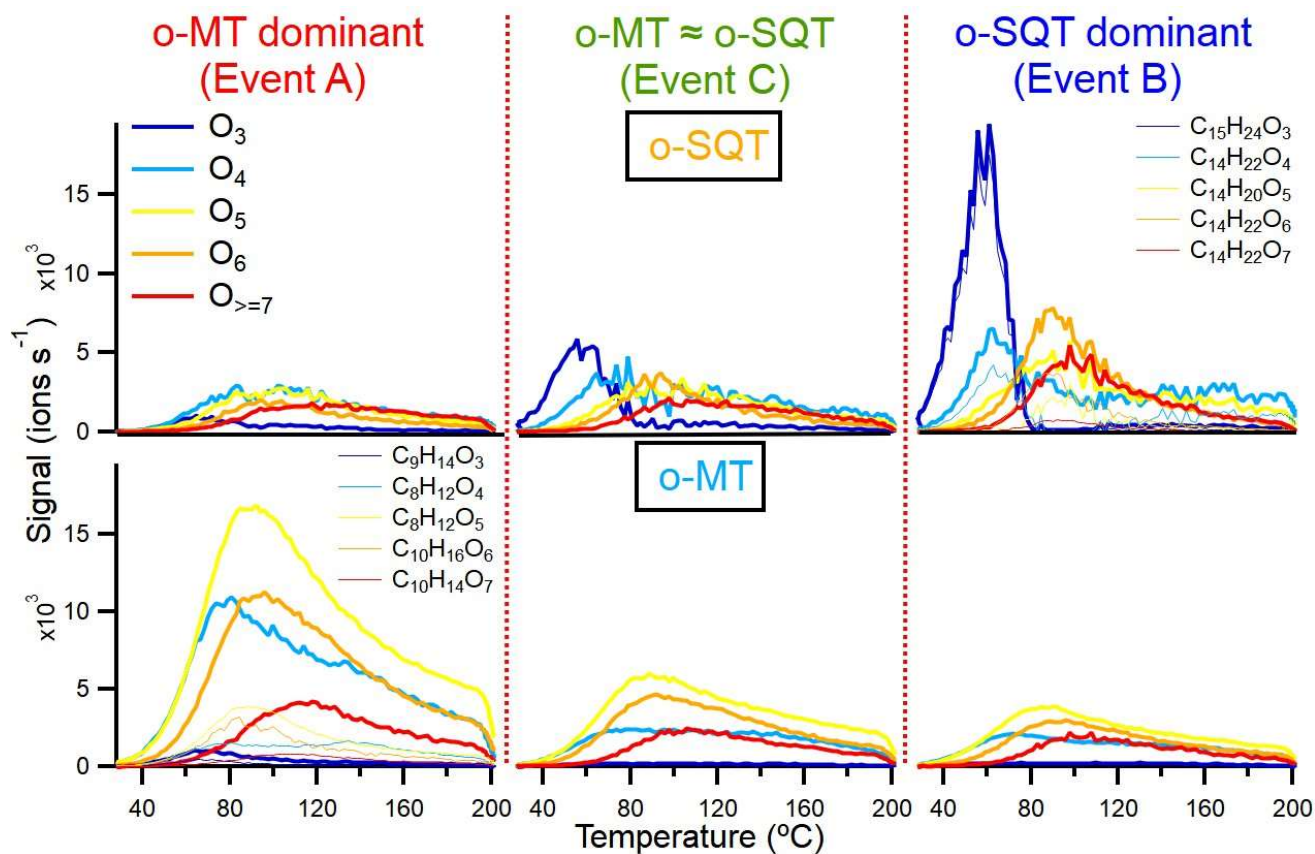 o-MT dominant
(Event A)
o-MT ≈ o-SQT
(Event C)
o-SQT dominant
(Event B)
O3
O4
O5
O6
O>=7
o-SQT
C15H24O3
C14H22O4
C14H20O5
C14H22O6
C14H22O7
15
10
5
0
x10³
Signal (ions s⁻¹)
C9H14O3
C8H12O4
C8H12O5
C10H16O6
C10H14O7
o-MT
15
10
5
0
x10³
40 80 120 160 200
40 80 120 160 200
40 80 120 160 200
Temperature (ºC)